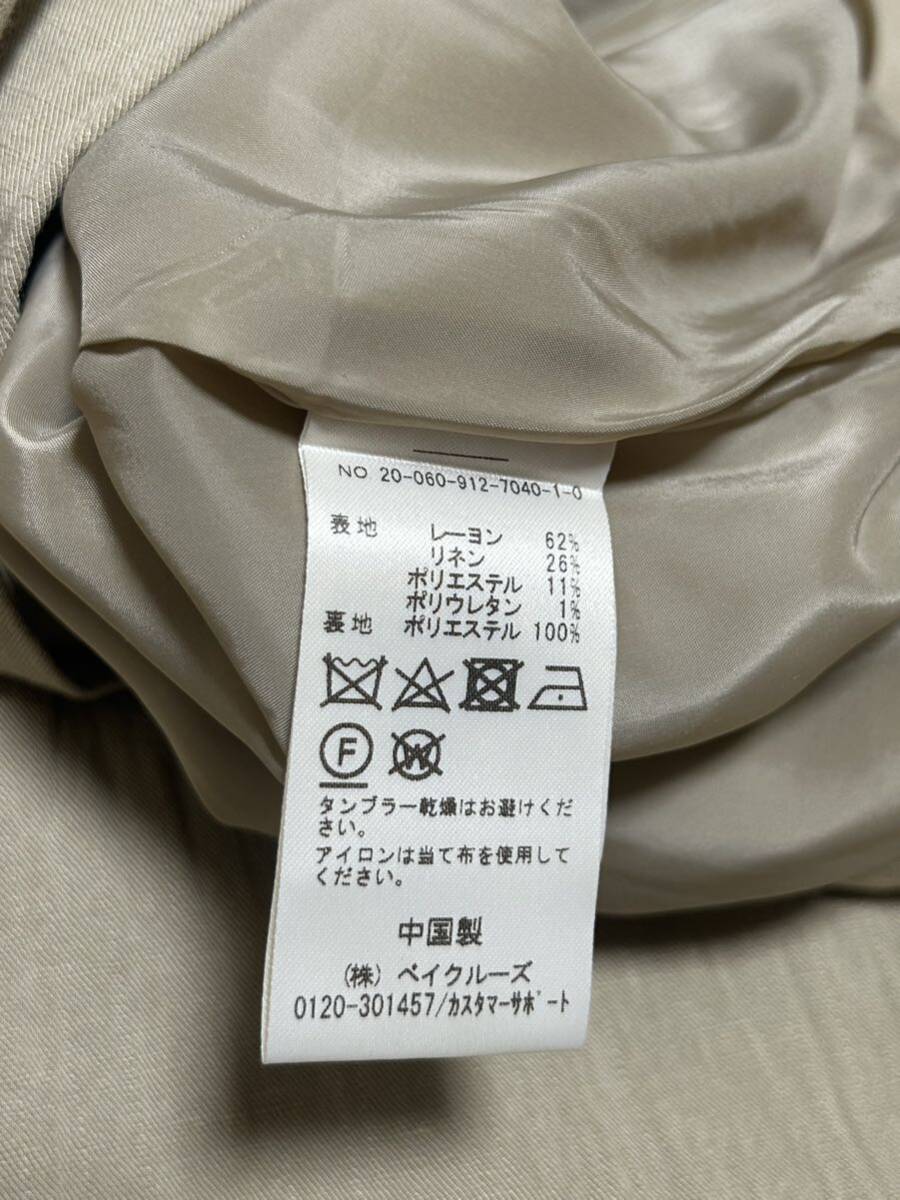 NO 20-060-912-7040-1-0
表地 レーヨン 62%
リネン 26%
ポリエステル 11%
ポリウレタン 1%
裏地 ポリエステル 100%
F W
タンブラー乾燥はお避けくだ
さい。
アイロンは当て布を使用して
ください。
中国製
(株) ベイクルーズ
0120-301457/カスタマーサポート